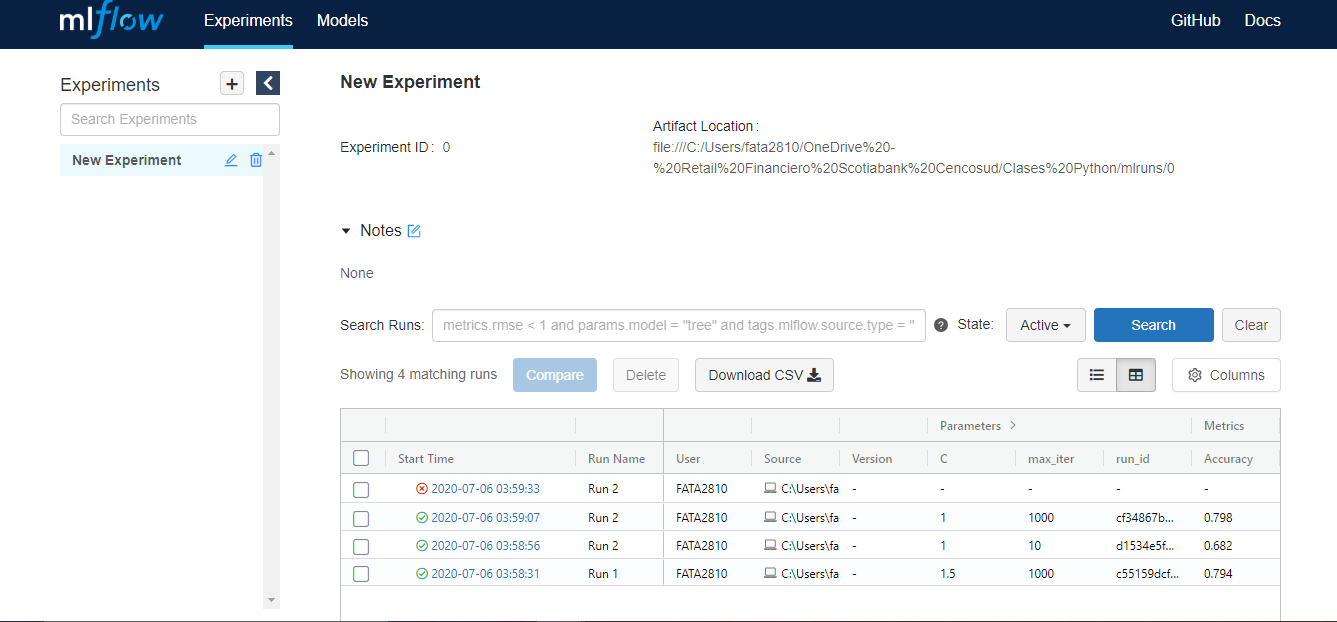 mlflow Experiments Models GitHub Docs
Experiments +
Search Experiments
New Experiment
New Experiment
Experiment ID: 0
Artifact Location:
file:///C:/Users/fata2810/OneDrive%20-
%20Retail%20Financiero%20Scotiabank%20Cencosud/Clases%20Python/mlruns/0
Notes
None
Search Runs: metrics.rmse < 1 and params.model = "tree" and tags.mlflow.source.type = " ? State: Active Search Clear
Showing 4 matching runs Compare Delete Download CSV Columns
Parameters > Metrics
Start Time Run Name User Source Version C max_iter run_id Accuracy
2020-07-06 03:59:33 Run 2 FATA2810 C:\Users\fa - - - - -
2020-07-06 03:59:07 Run 2 FATA2810 C:\Users\fa - 1 1000 cf34867b... 0.798
2020-07-06 03:58:56 Run 2 FATA2810 C:\Users\fa - 1 10 d1534e5f... 0.682
2020-07-06 03:58:31 Run 1 FATA2810 C:\Users\fa - 1.5 1000 c55159dcf... 0.794